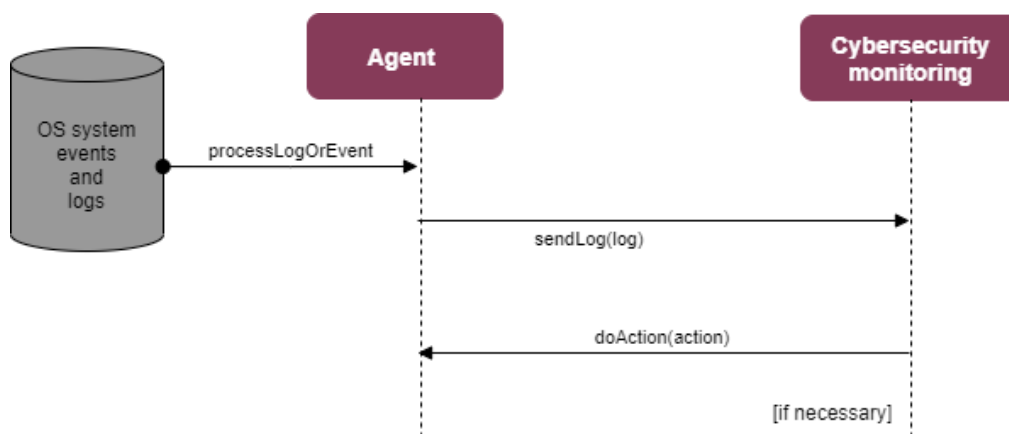 Agent
Cybersecurity
monitoring
OS system
events
and
logs
processLogOrEvent
sendLog(log)
doAction(action)
[if necessary]